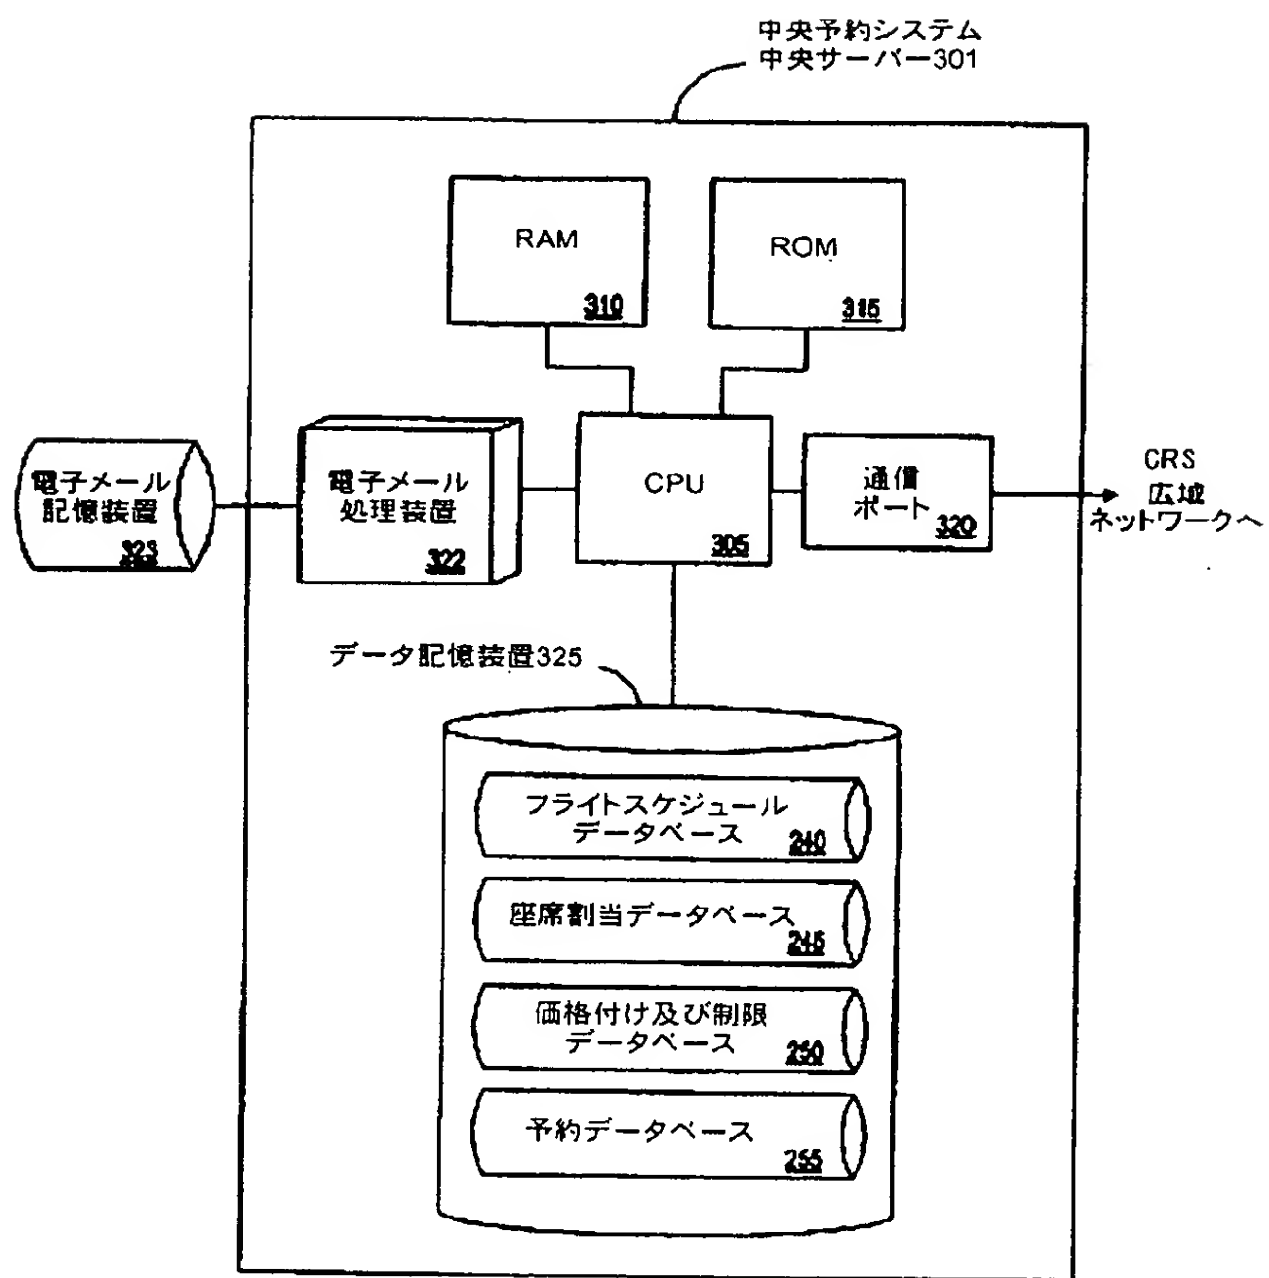 中央予約システム
中央サーバー301
RAM
310
ROM
315
電子メール
記憶装置
323
電子メール
処理装置
322
CPU
305
通信
ポート
320
CRS
広域
ネットワークへ
データ記憶装置325
フライトスケジュール
データベース
240
座席割当データベース
245
価格付け及び制限
データベース
250
予約データベース
255